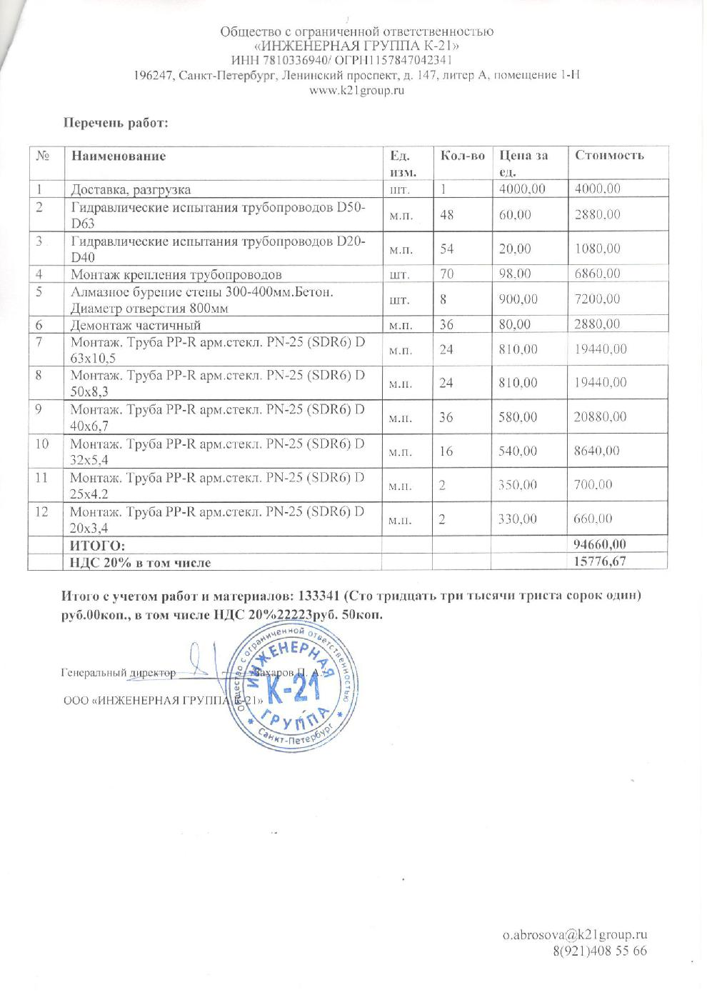 Общество с ограниченной ответственностью
«ИНЖЕНЕРНАЯ ГРУППА К-21»
ИНН 7810336940/ ОГРН1157847042341
196247, Санкт-Петербург, Ленинский проспект, д. 147, литер А, помещение 1-Н
www.k21group.ru
Перечень работ:
№ Наименование Ед. изм. Кол-во Цена за ед. Стоимость
1 Доставка, разгрузка шт. 1 4000,00 4000,00
2 Гидравлические испытания трубопроводов D50-
D63 м.п. 48 60,00 2880,00
3 Гидравлические испытания трубопроводов D20-
D40 м.п. 54 20,00 1080,00
4 Монтаж крепления трубопроводов шт. 70 98,00 6860,00
5 Алмазное бурение стены 300-400мм.Бетон.
Диаметр отверстия 800мм шт. 8 900,00 7200,00
6 Демонтаж частичный м.п. 36 80,00 2880,00
7 Монтаж. Труба PP-R арм.стекл. PN-25 (SDR6) D
63х10,5 м.п. 24 810,00 19440,00
8 Монтаж. Труба PP-R арм.стекл. PN-25 (SDR6) D
50х8,3 м.п. 24 810,00 19440,00
9 Монтаж. Труба PP-R арм.стекл. PN-25 (SDR6) D
40х6,7 м.п. 36 580,00 20880,00
10 Монтаж. Труба PP-R арм.стекл. PN-25 (SDR6) D
32х5,4 м.п. 16 540,00 8640,00
11 Монтаж. Труба PP-R арм.стекл. PN-25 (SDR6) D
25х4.2 м.п. 2 350,00 700,00
12 Монтаж. Труба PP-R арм.стекл. PN-25 (SDR6) D
20х3,4 м.п. 2 330,00 660,00
ИТОГО: 94660,00
НДС 20% в том числе 15776,67
Итого с учетом работ и материалов: 133341 (Сто тридцать три тысячи триста сорок один)
руб.00коп., в том числе НДС 20%22223руб. 50коп.
Генеральный директор Захаров П. А.
ООО «ИНЖЕНЕРНАЯ ГРУППА К-21»
Общество с ограниченной ответственностью
ИНЖЕНЕРНАЯ
К-21
ГРУППА
Санкт-Петербург
o.abrosova@k21group.ru
8(921)408 55 66